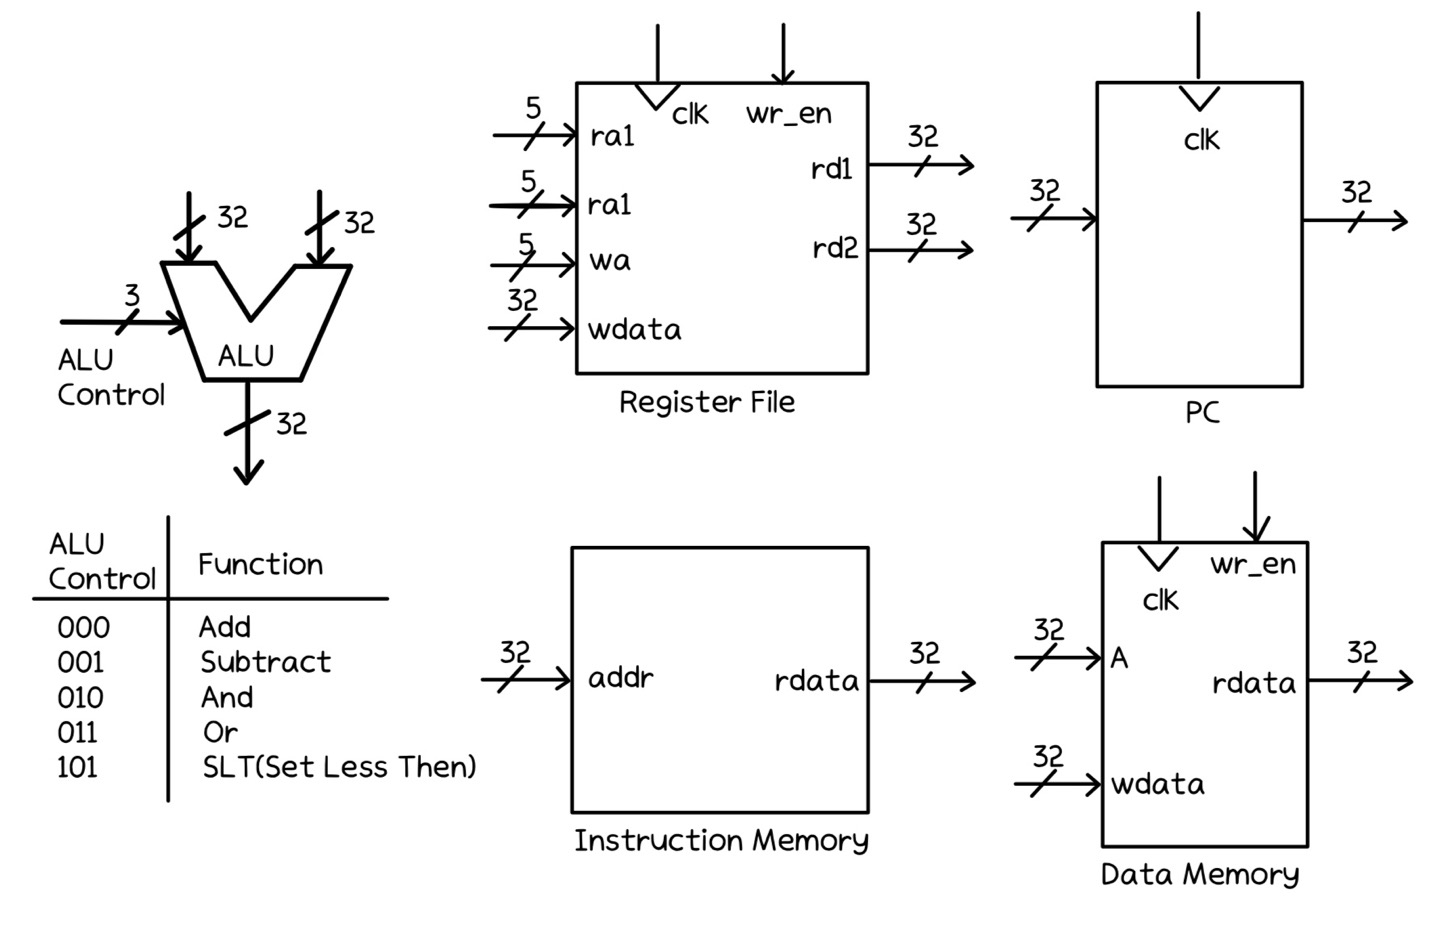 32
32
3
ALU
Control
ALU
32
ALU
Control
Function
000 Add
001 Subtract
010 And
011 Or
101 SLT(Set Less Then)
clk
wr_en
5
ra1
5
ra1
5
wa
32
wdata
rd1
32
rd2
32
Register File
clk
32
32
PC
32
addr
rdata
32
Instruction Memory
clk
wr_en
32
A
rdata
32
32
wdata
Data Memory